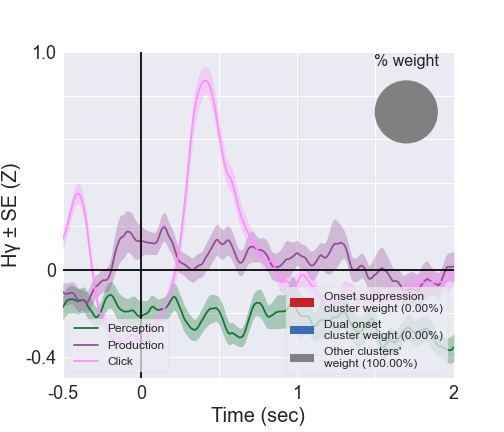 % weight
Hγ ± SE (Z)
1.0
0
-0.4
Perception
Production
Click
Onset suppression
cluster weight (0.00%)
Dual onset
cluster weight (0.00%)
Other clusters'
weight (100.00%)
-0.5
0
1
2
Time (sec)